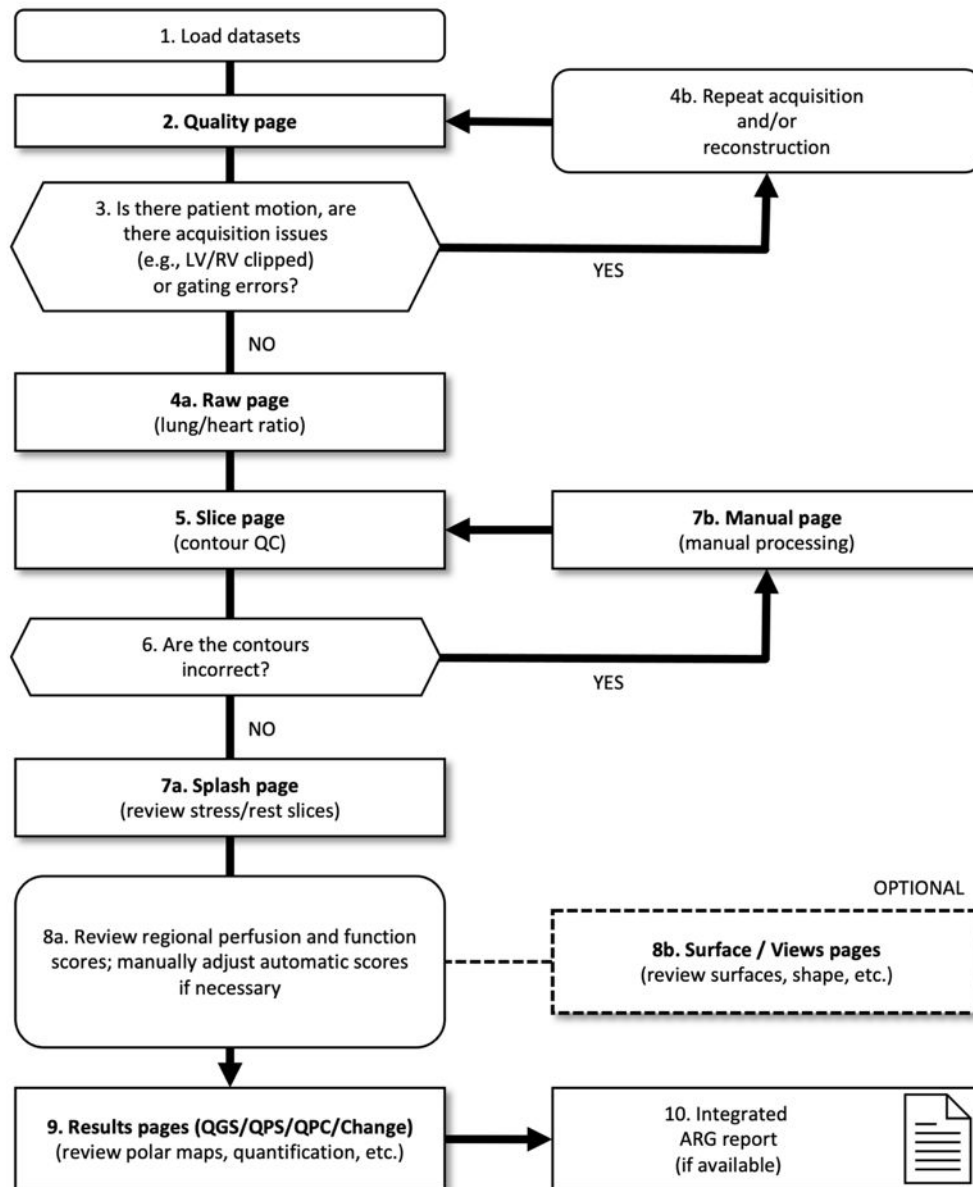 1. Load datasets
2. Quality page
4b. Repeat acquisition
and/or
reconstruction
3. Is there patient motion, are
there acquisition issues
(e.g., LV/RV clipped)
or gating errors?
YES
NO
4a. Raw page
(lung/heart ratio)
5. Slice page
(contour QC)
7b. Manual page
(manual processing)
6. Are the contours
incorrect?
YES
NO
7a. Splash page
(review stress/rest slices)
OPTIONAL
8a. Review regional perfusion and function
scores; manually adjust automatic scores
if necessary
8b. Surface / Views pages
(review surfaces, shape, etc.)
9. Results pages (QGS/QPS/QPC/Change)
(review polar maps, quantification, etc.)
10. Integrated
ARG report
(if available)